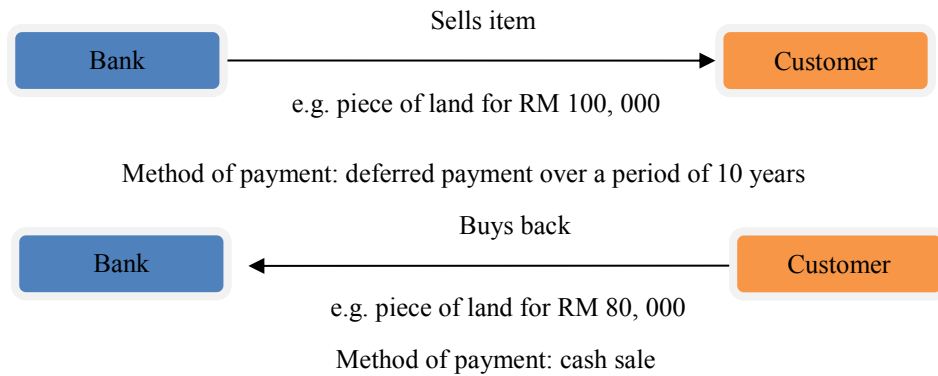 Sells item
Bank
Customer
e.g. piece of land for RM 100, 000
Method of payment: deferred payment over a period of 10 years
Buys back
Bank
Customer
e.g. piece of land for RM 80, 000
Method of payment: cash sale